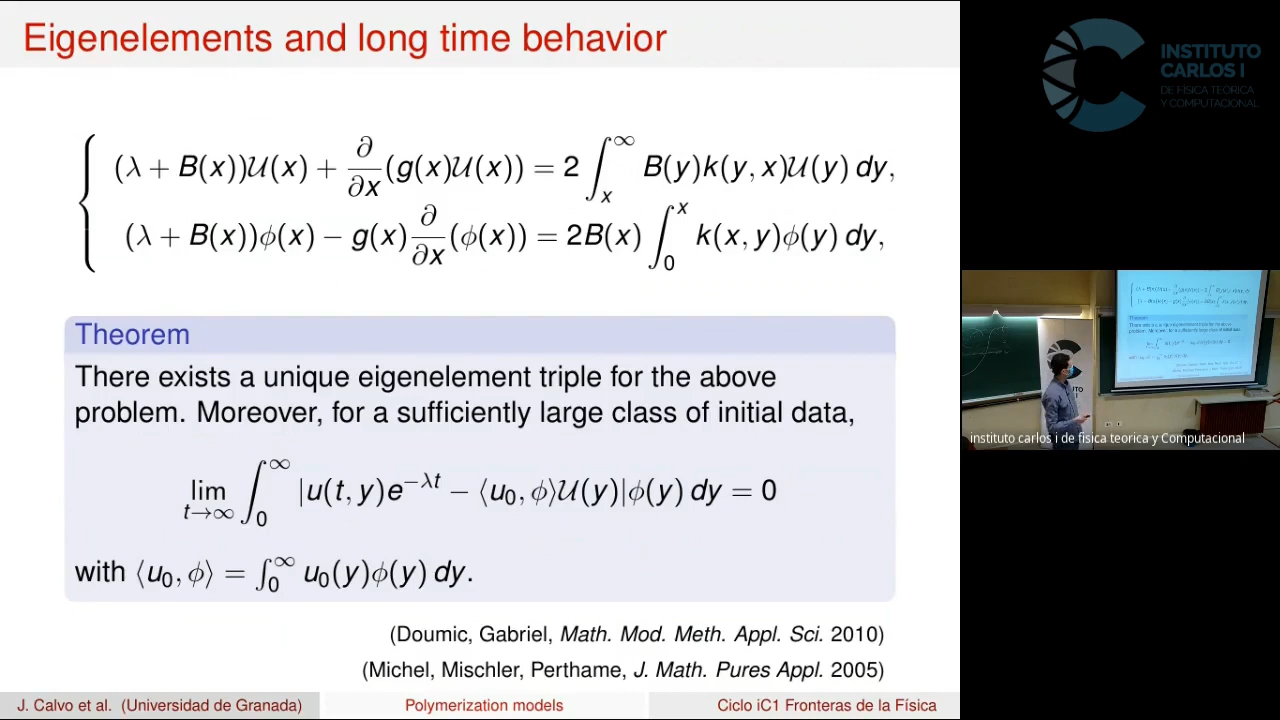 Eigenelements and long time behavior
(λ + B(x))𝒰(x) + ∂/∂x (g(x)𝒰(x)) = 2 ∫_x^∞ B(y)k(y, x)𝒰(y) dy,
(λ + B(x))ϕ(x) − g(x) ∂/∂x (ϕ(x)) = 2B(x) ∫_0^x k(x, y)ϕ(y) dy,
Theorem
There exists a unique eigenelement triple for the above
problem. Moreover, for a sufficiently large class of initial data,
lim_{t→∞} ∫_0^∞ |u(t, y)e^{−λt} − ⟨u₀, ϕ⟩𝒰(y)|ϕ(y) dy = 0
with ⟨u₀, ϕ⟩ = ∫_0^∞ u₀(y)ϕ(y) dy.
(Doumic, Gabriel, Math. Mod. Meth. Appl. Sci. 2010)
(Michel, Mischler, Perthame, J. Math. Pures Appl. 2005)
J. Calvo et al. (Universidad de Granada)
Polymerization models
Ciclo iC1 Fronteras de la Física
INSTITUTO
CARLOS I
DE FÍSICA TEÓRICA
Y COMPUTACIONAL
instituto carlos i de fisica teorica y Computacional